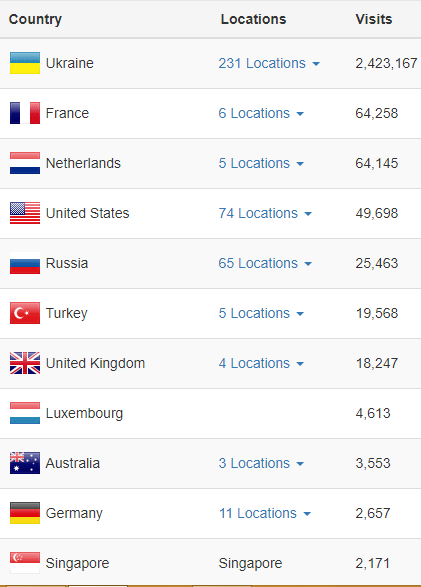 Country Locations Visits
Ukraine 231 Locations 2,423,167
France 6 Locations 64,258
Netherlands 5 Locations 64,145
United States 74 Locations 49,698
Russia 65 Locations 25,463
Turkey 5 Locations 19,568
United Kingdom 4 Locations 18,247
Luxembourg 4,613
Australia 3 Locations 3,553
Germany 11 Locations 2,657
Singapore Singapore 2,171